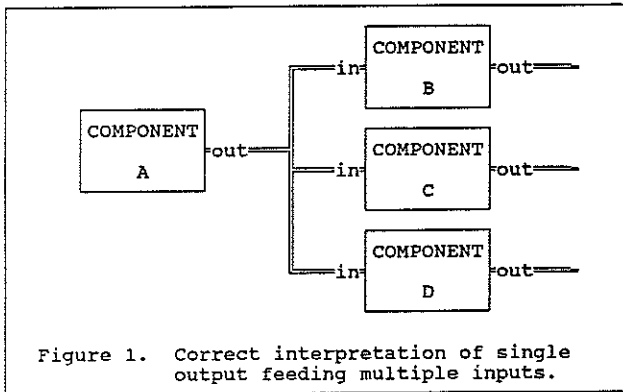 COMPONENT
B
in
out
COMPONENT
A
out
in
COMPONENT
C
out
in
COMPONENT
D
out
Figure 1. Correct interpretation of single
output feeding multiple inputs.